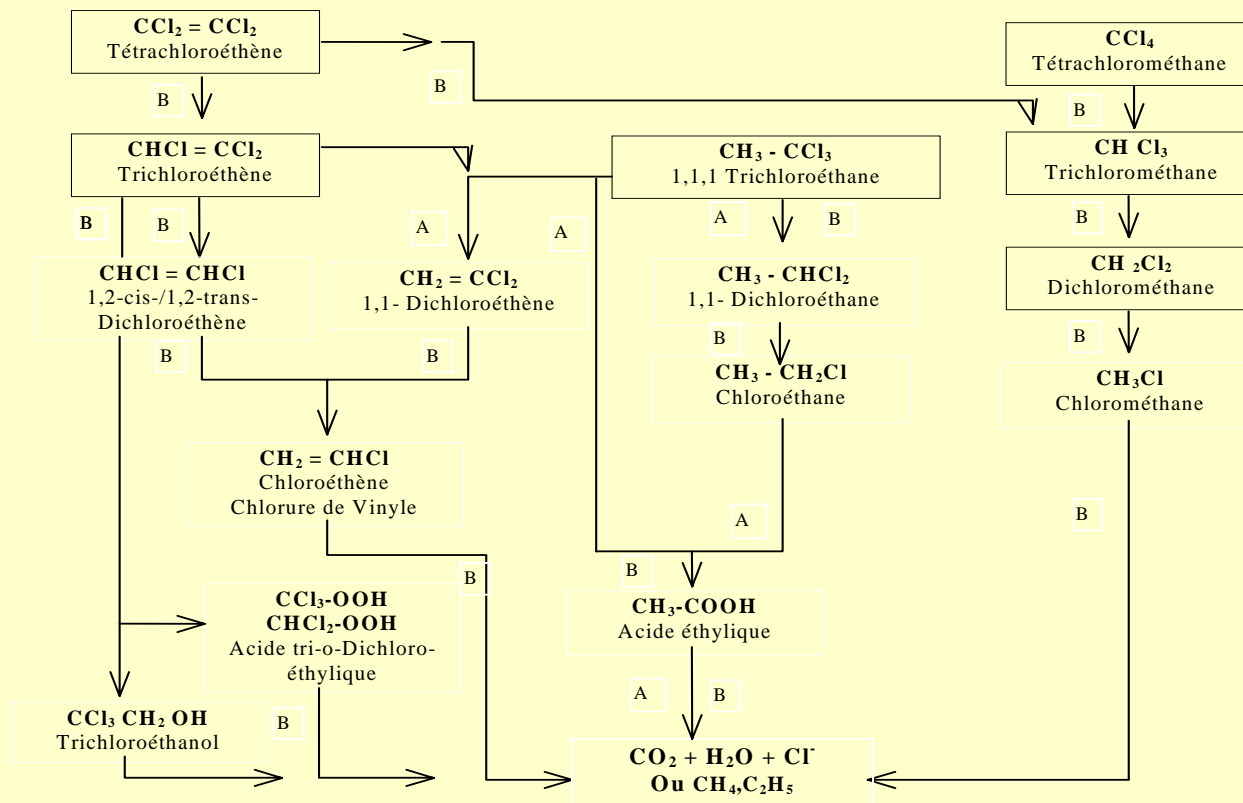 CCl₂ = CCl₂
Tétrachloroéthène
CCl₄
Tétrachlorométhane
B
B
B
CHCl = CCl₂
Trichloroéthène
CH₃ - CCl₃
1,1,1 Trichloroéthane
CH Cl₃
Trichlorométhane
B
B
A
A
A
B
B
CHCl = CHCl
1,2-cis-/1,2-trans-
Dichloroéthène
CH₂ = CCl₂
1,1- Dichloroéthène
CH₃ - CHCl₂
1,1- Dichloroéthane
CH ₂Cl₂
Dichlorométhane
B
B
B
B
CH₃ - CH₂Cl
Chloroéthane
CH₃Cl
Chlorométhane
CH₂ = CHCl
Chloroéthène
Chlorure de Vinyle
A
B
B
B
CCl₃-OOH
CHCl₂-OOH
Acide tri-o-Dichloro-
éthylique
CH₃-COOH
Acide éthylique
A
B
CCl₃ CH₂ OH
Trichloroéthanol
B
CO₂ + H₂O + Cl⁻
Ou CH₄,C₂H₅